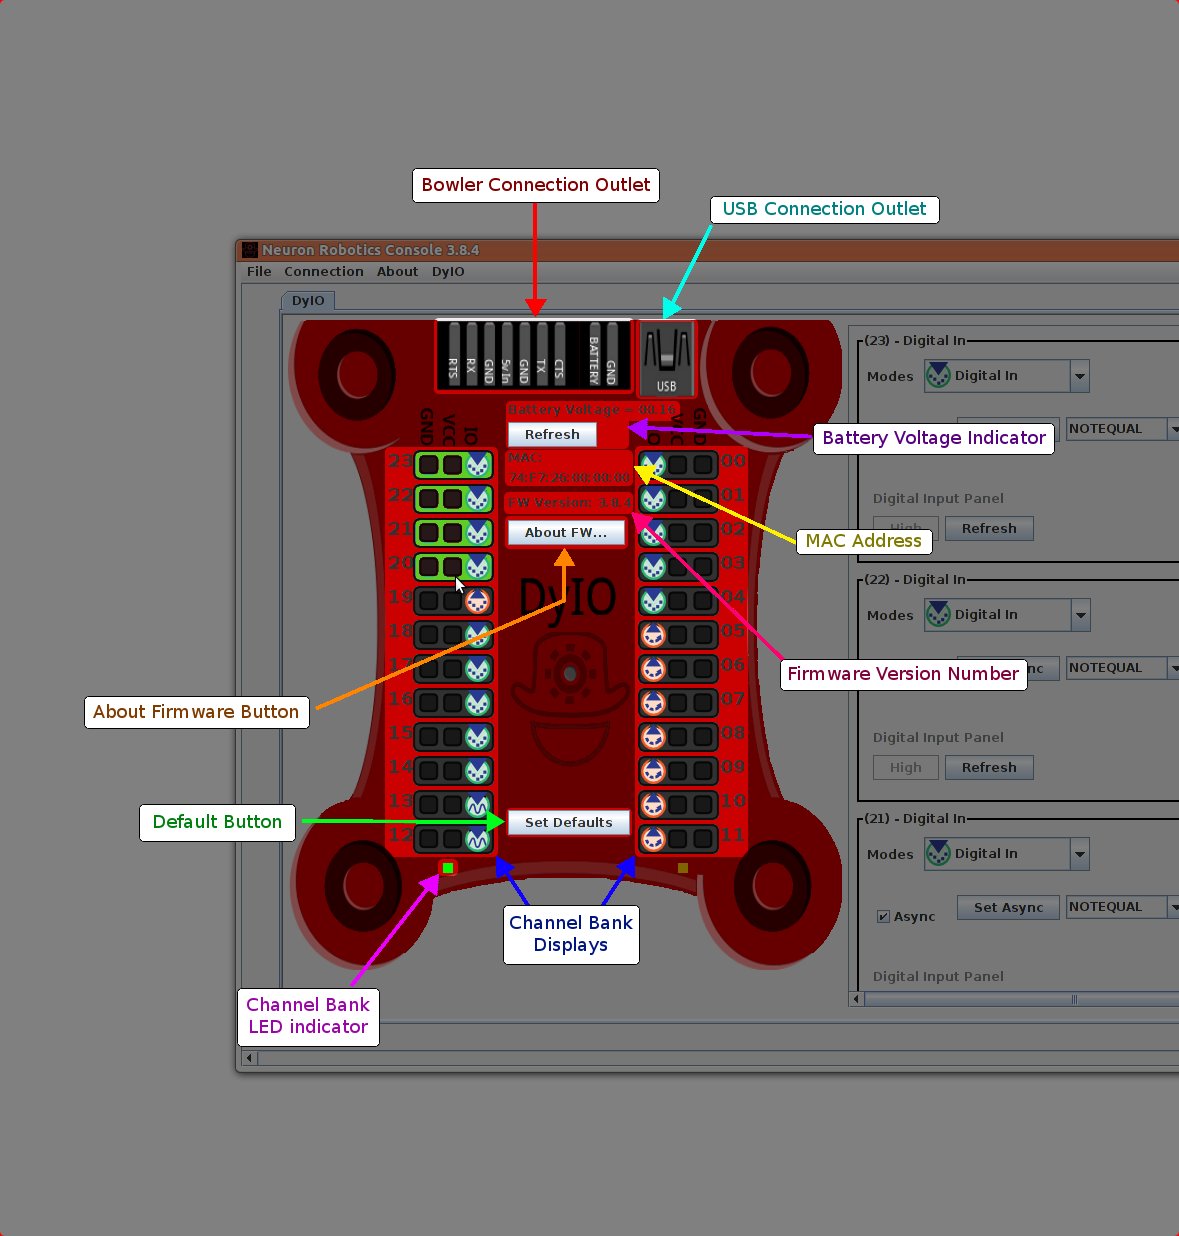 Bowler Connection Outlet
USB Connection Outlet
Neuron Robotics Console 3.8.4
File Connection About DyIO
DyIO
RTS RX GND 5v In GND TX CTS BATTERY GND
USB
(23) - Digital In
Modes Digital In
Battery Voltage = 08.16
Refresh
GND VCC IO
IO VCC GND
NOTEQUAL
Battery Voltage Indicator
MAC:
74:F7:26:00:00:00
23
22
21
20
19
18
17
16
15
14
13
12
00
01
02
03
04
05
06
07
08
09
10
11
FW Version: 3.8.4
About FW...
DyIO
Digital Input Panel
High Refresh
MAC Address
(22) - Digital In
Modes Digital In
NOTEQUAL
Firmware Version Number
About Firmware Button
Digital Input Panel
High Refresh
Default Button
Set Defaults
(21) - Digital In
Modes Digital In
Async Set Async NOTEQUAL
Channel Bank
Displays
Digital Input Panel
Channel Bank
LED indicator